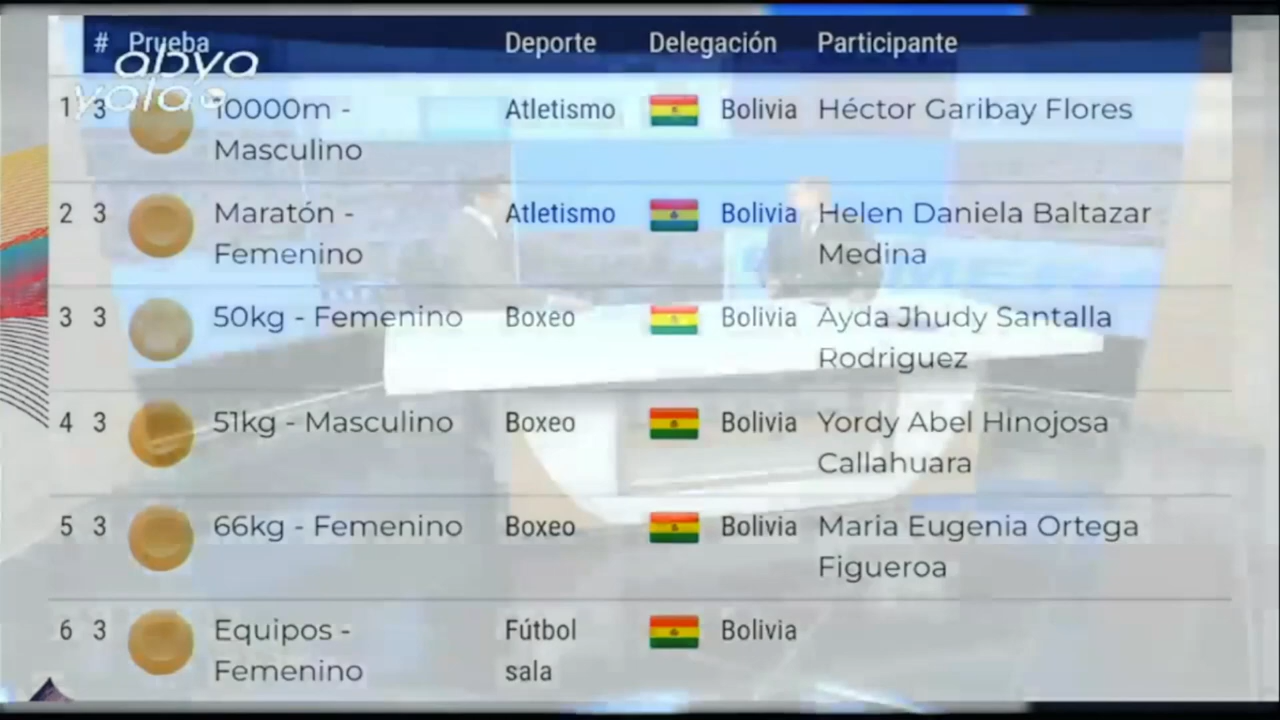 # Prueba Deporte Delegación Participante
abya
yala
1 3 10000m - Atletismo Bolivia Héctor Garibay Flores
Masculino
2 3 Maratón - Atletismo Bolivia Helen Daniela Baltazar
Femenino Medina
3 3 50kg - Femenino Boxeo Bolivia Ayda Jhudy Santalla
Rodriguez
4 3 51kg - Masculino Boxeo Bolivia Yordy Abel Hinojosa
Callahuara
5 3 66kg - Femenino Boxeo Bolivia Maria Eugenia Ortega
Figueroa
6 3 Equipos - Fútbol Bolivia
Femenino sala